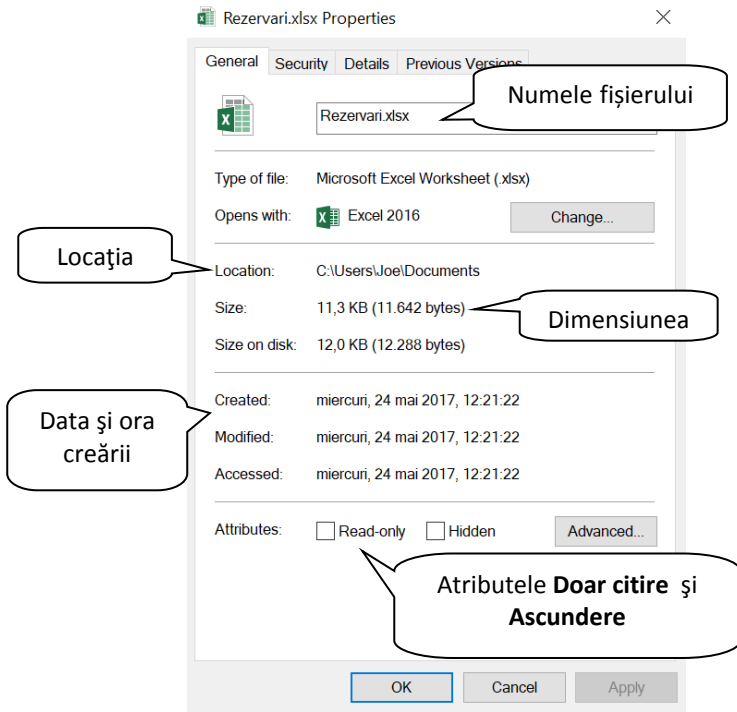 Rezervari.xlsx Properties
General Security Details Previous Versions
Numele fișierului
Rezervari.xlsx
Type of file: Microsoft Excel Worksheet (.xlsx)
Opens with: Excel 2016 Change...
Locaţia
Location: C:\Users\Joe\Documents
Size: 11,3 KB (11.642 bytes)
Dimensiunea
Size on disk: 12,0 KB (12.288 bytes)
Data şi ora
creării
Created: miercuri, 24 mai 2017, 12:21:22
Modified: miercuri, 24 mai 2017, 12:21:22
Accessed: miercuri, 24 mai 2017, 12:21:22
Attributes: Read-only Hidden Advanced...
Atributele Doar citire şi
Ascundere
OK Cancel Apply